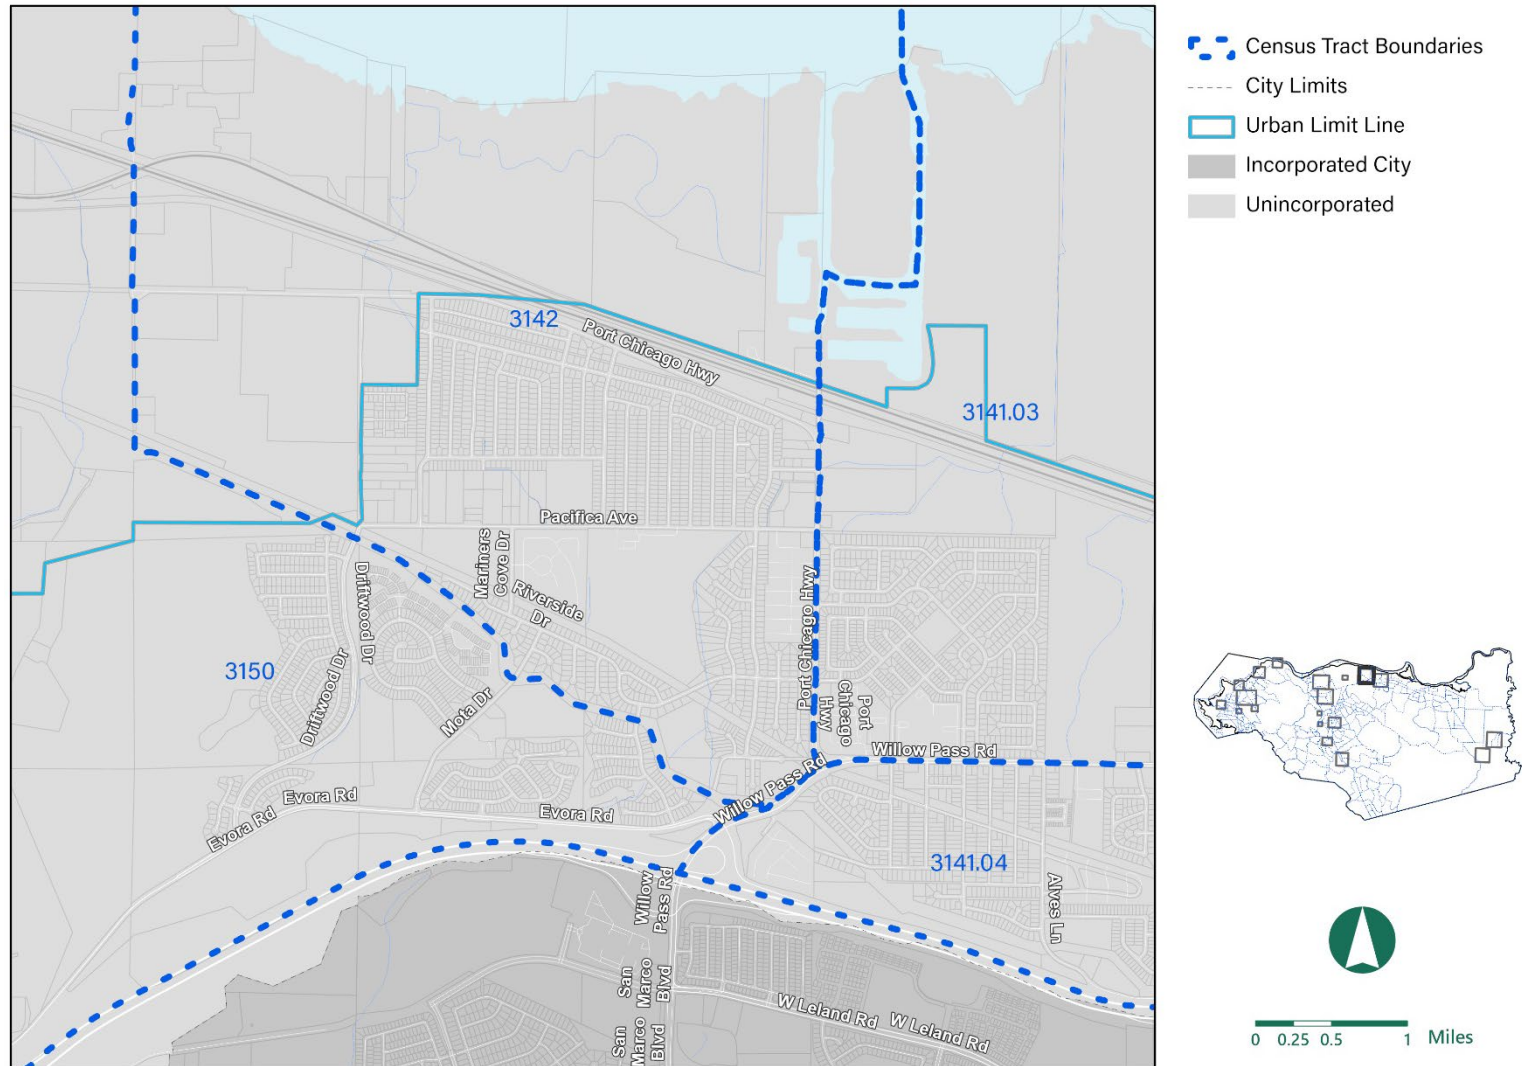 Census Tract Boundaries
City Limits
Urban Limit Line
Incorporated City
Unincorporated
3142
Port Chicago Hwy
3141.03
Pacifica Ave
Mariners
Cove Dr
Riverside
Dr
Driftwood Dr
Port Chicago Hwy
3150
Driftwood Dr
Mota Dr
Port
Chicago
Hwy
Willow Pass Rd
Willow Pass Rd
Evora Rd
Evora Rd
Evora Rd
3141.04
Willow
Pass Rd
Alves Ln
San
Marco
Blvd
W Leland Rd
W Leland Rd
San
Marco
Blvd
0 0.25 0.5 1 Miles